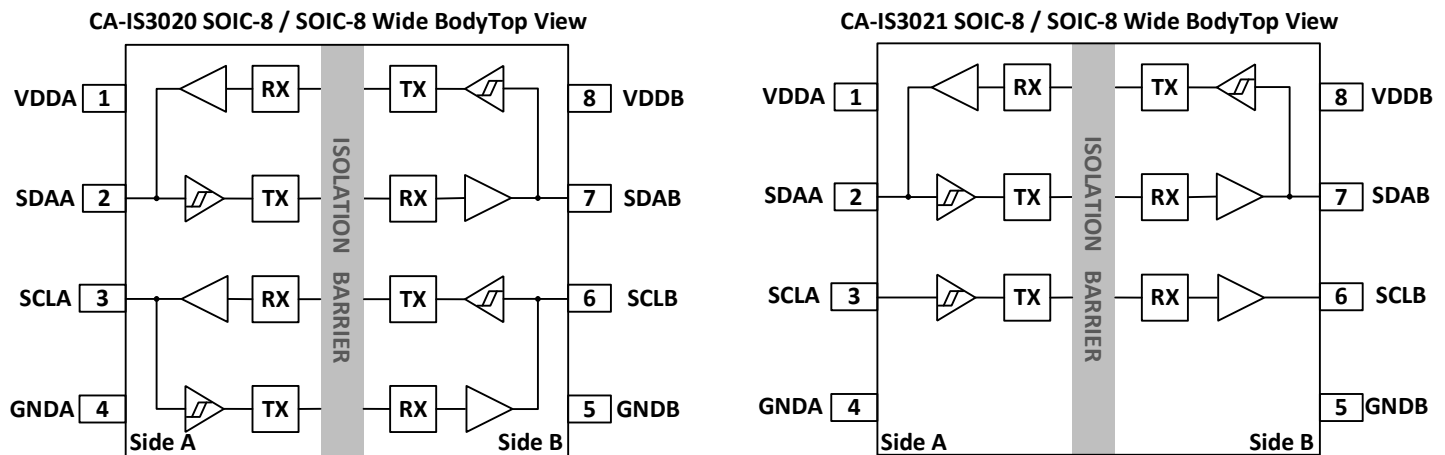 CA-IS3020 SOIC-8 / SOIC-8 Wide BodyTop View
VDDA 1 RX TX 8 VDDB
SDAA 2 TX RX 7 SDAB
SCLA 3 RX TX 6 SCLB
GNDA 4 TX RX 5 GNDB
ISOLATION BARRIER
Side A Side B
CA-IS3021 SOIC-8 / SOIC-8 Wide BodyTop View
VDDA 1 RX TX 8 VDDB
SDAA 2 TX RX 7 SDAB
SCLA 3 TX RX 6 SCLB
GNDA 4 5 GNDB
ISOLATION BARRIER
Side A Side B